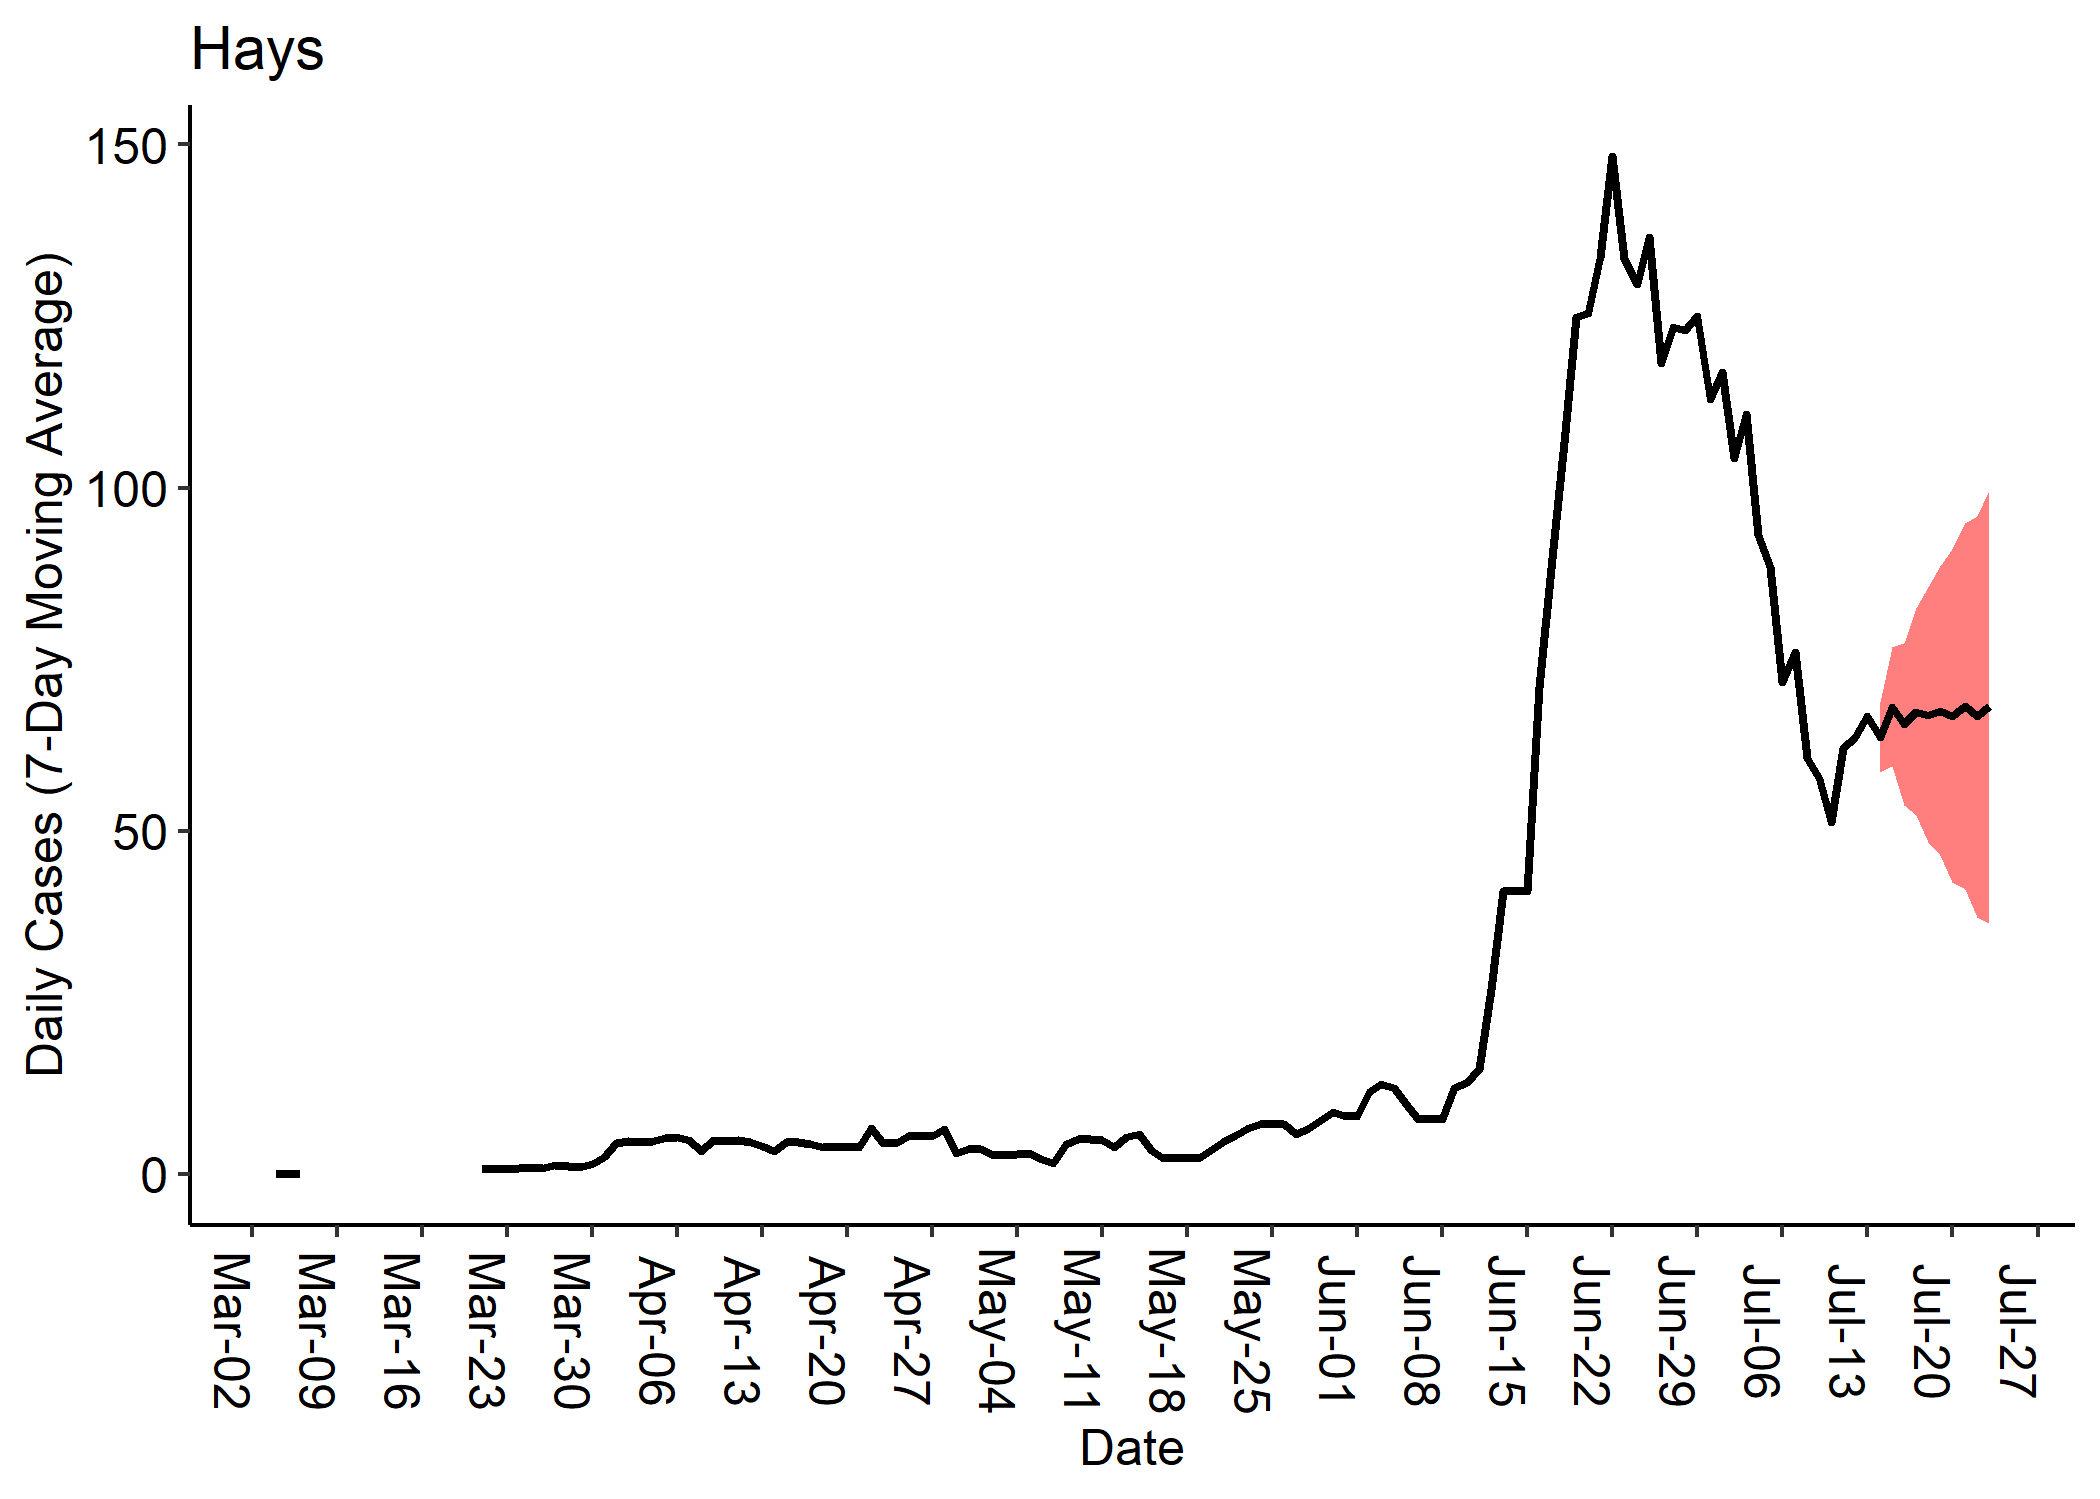 Hays
Daily Cases (7-Day Moving Average)
150
100
50
0
Mar-02
Mar-09
Mar-16
Mar-23
Mar-30
Apr-06
Apr-13
Apr-20
Apr-27
May-04
May-11
May-18
May-25
Jun-01
Jun-08
Jun-15
Jun-22
Jun-29
Jul-06
Jul-13
Jul-20
Jul-27
Date